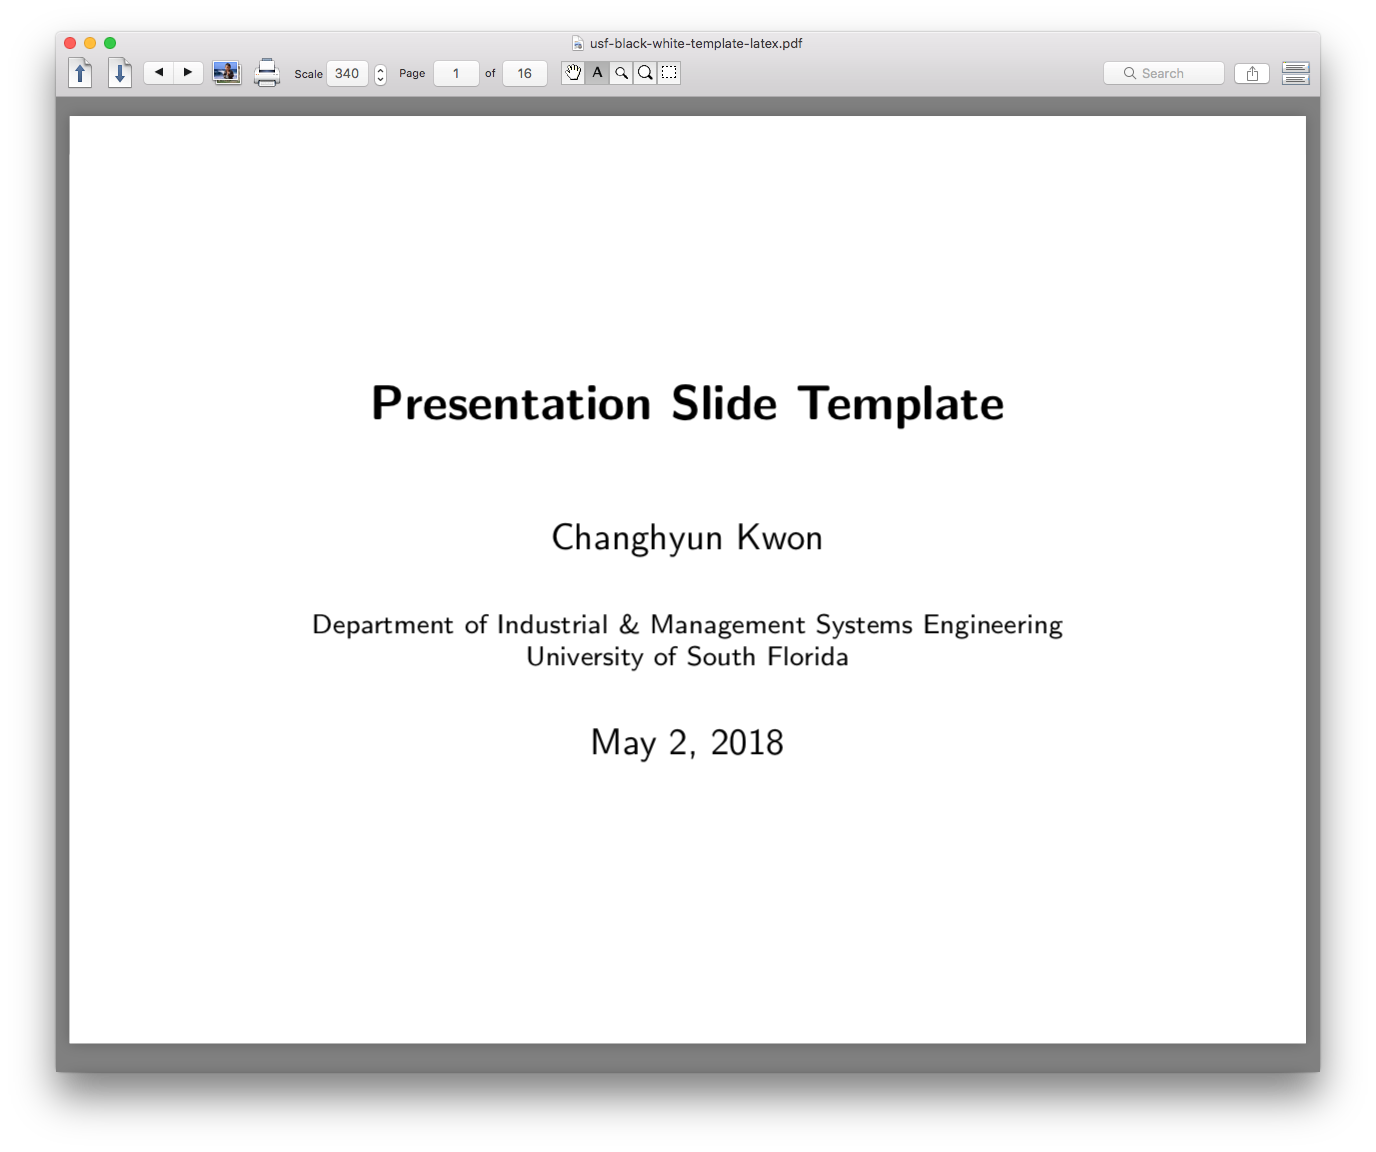 usf-black-white-template-latex.pdf
Scale 340 Page 1 of 16 A Search
Presentation Slide Template
Changhyun Kwon
Department of Industrial & Management Systems Engineering
University of South Florida
May 2, 2018